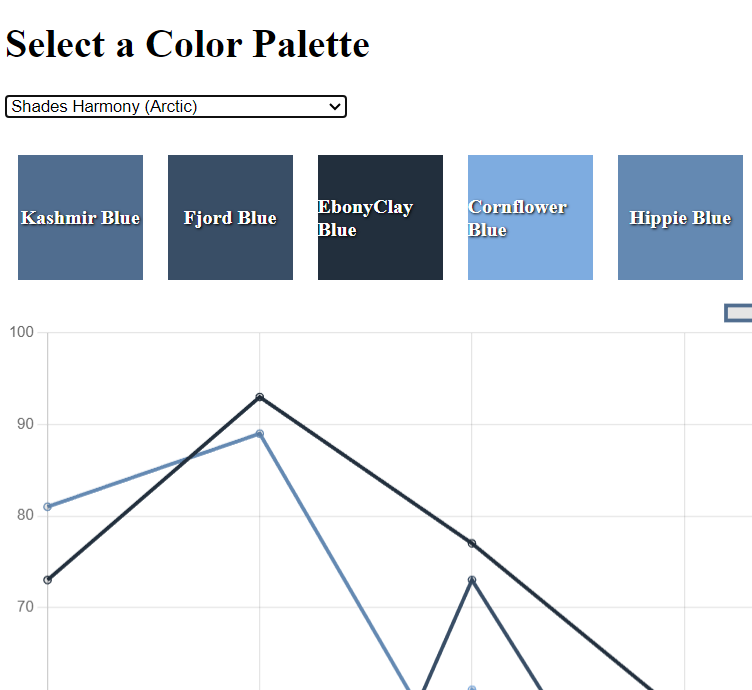 Select a Color Palette
Shades Harmony (Arctic)
Kashmir Blue
Fjord Blue
EbonyClay
Blue
Cornflower
Blue
Hippie Blue
100
90
80
70